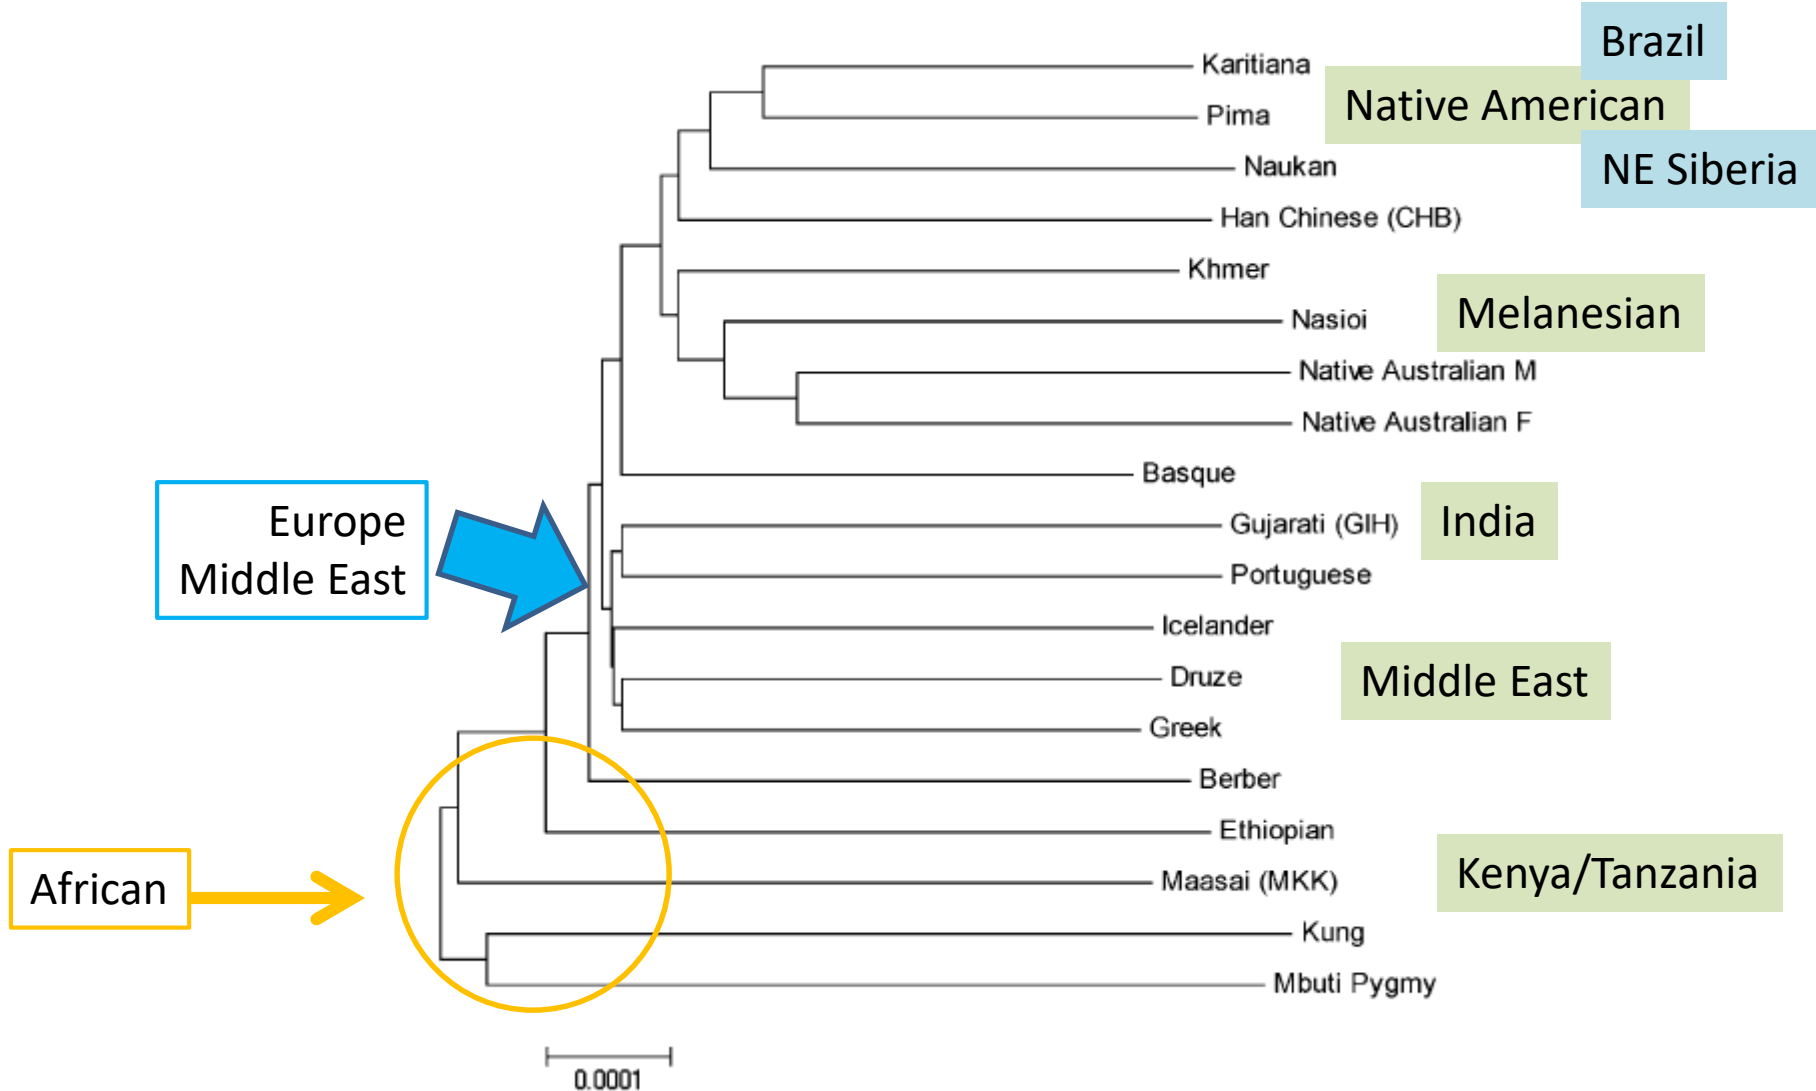 Brazil
Karitiana
Native American
Pima
Naukan
NE Siberia
Han Chinese (CHB)
Khmer
Melanesian
Nasioi
Native Australian M
Native Australian F
Basque
Europe
Middle East
Gujarati (GIH)
India
Portuguese
Icelander
Druze
Middle East
Greek
Berber
Ethiopian
African
Maasai (MKK)
Kenya/Tanzania
Kung
Mbuti Pygmy
0.0001